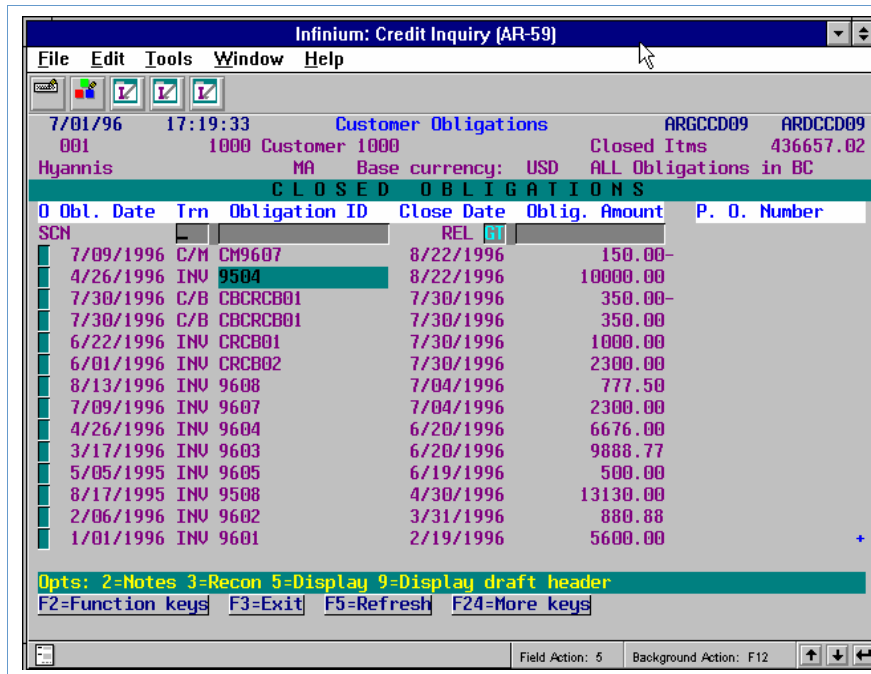 Infinium: Credit Inquiry (AR-59)
File Edit Tools Window Help
7/01/96 17:19:33 Customer Obligations ARGCCD09 ARDCCD09
001 1000 Customer 1000 Closed Itms 436657.02
Hyannis MA Base currency: USD ALL Obligations in BC
C L O S E D O B L I G A T I O N S
O Obl. Date Trn Obligation ID Close Date Oblig. Amount P. O. Number
SCN _ REL GT
7/09/1996 C/M CM9607 8/22/1996 150.00-
4/26/1996 INV 9504 8/22/1996 10000.00
7/30/1996 C/B CBCRCB01 7/30/1996 350.00-
7/30/1996 C/B CBCRCB01 7/30/1996 350.00
6/22/1996 INV CRCB01 7/30/1996 1000.00
6/01/1996 INV CRCB02 7/30/1996 2300.00
8/13/1996 INV 9608 7/04/1996 777.50
7/09/1996 INV 9607 7/04/1996 2300.00
4/26/1996 INV 9604 6/20/1996 6676.00
3/17/1996 INV 9603 6/20/1996 9888.77
5/05/1995 INV 9605 6/19/1996 500.00
8/17/1995 INV 9508 4/30/1996 13130.00
2/06/1996 INV 9602 3/31/1996 880.88
1/01/1996 INV 9601 2/19/1996 5600.00 +
Opts: 2=Notes 3=Recon 5=Display 9=Display draft header
F2=Function keys F3=Exit F5=Refresh F24=More keys
Field Action: 5 Background Action: F12